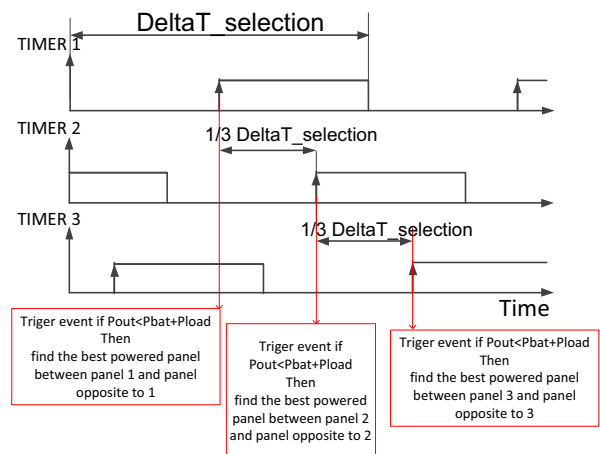 DeltaT_selection
TIMER 1
1/3 DeltaT_selection
TIMER 2
1/3 DeltaT_selection
TIMER 3
Time
Triger event if Pout<Pbat+Pload
Then
find the best powered panel
between panel 1 and panel
opposite to 1
Triger event if
Pout<Pbat+Pload
Then
find the best powered
panel between panel 2
and panel opposite to 2
Triger event if Pout<Pbat+Pload
Then
find the best powered panel
between panel 3 and panel
opposite to 3